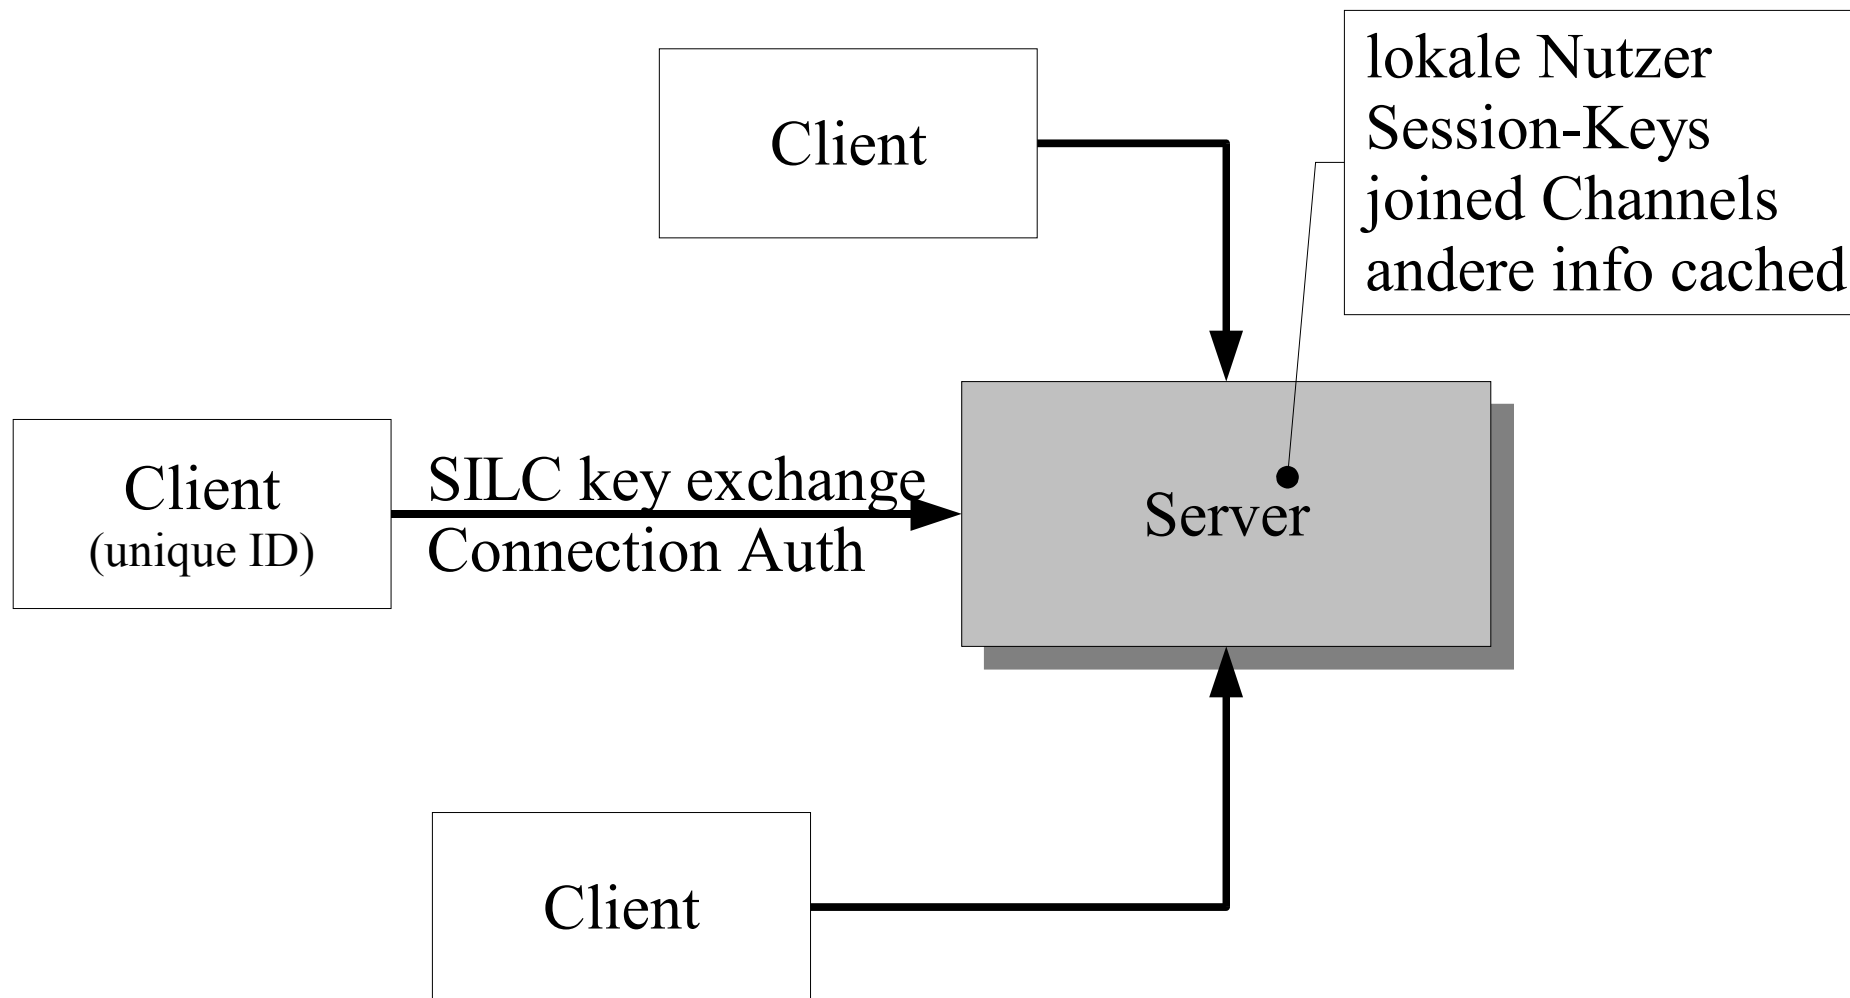 Client
lokale Nutzer
Session-Keys
joined Channels
andere info cached
Client
(unique ID)
SILC key exchange
Connection Auth
Server
Client